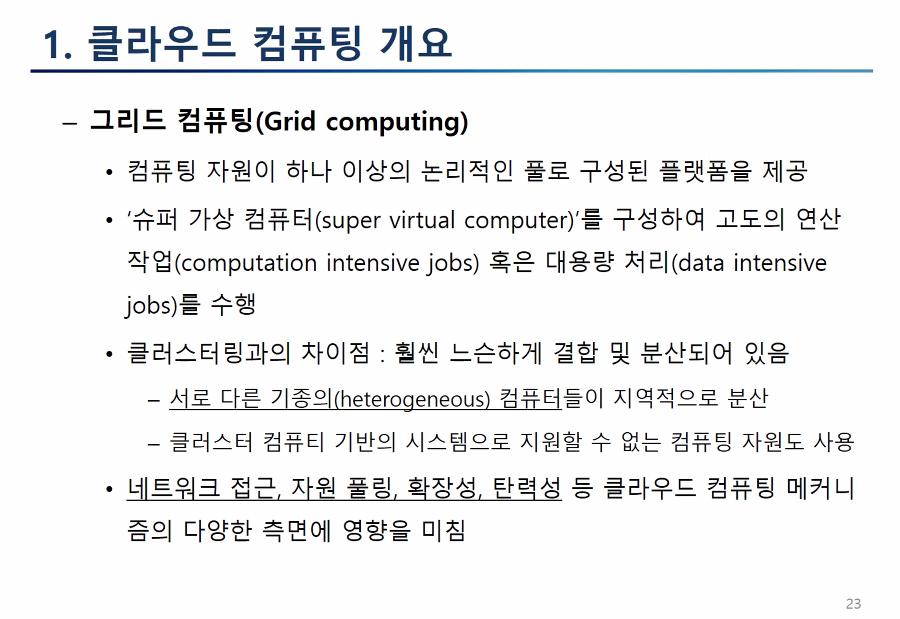 1. 클라우드 컴퓨팅 개요
– 그리드 컴퓨팅(Grid computing)
• 컴퓨팅 자원이 하나 이상의 논리적인 풀로 구성된 플랫폼을 제공
• ‘슈퍼 가상 컴퓨터(super virtual computer)’를 구성하여 고도의 연산
작업(computation intensive jobs) 혹은 대용량 처리(data intensive
jobs)를 수행
• 클러스터링과의 차이점 : 훨씬 느슨하게 결합 및 분산되어 있음
– 서로 다른 기종의(heterogeneous) 컴퓨터들이 지역적으로 분산
– 클러스터 컴퓨티 기반의 시스템으로 지원할 수 없는 컴퓨팅 자원도 사용
• 네트워크 접근, 자원 풀링, 확장성, 탄력성 등 클라우드 컴퓨팅 메커니
즘의 다양한 측면에 영향을 미침
23